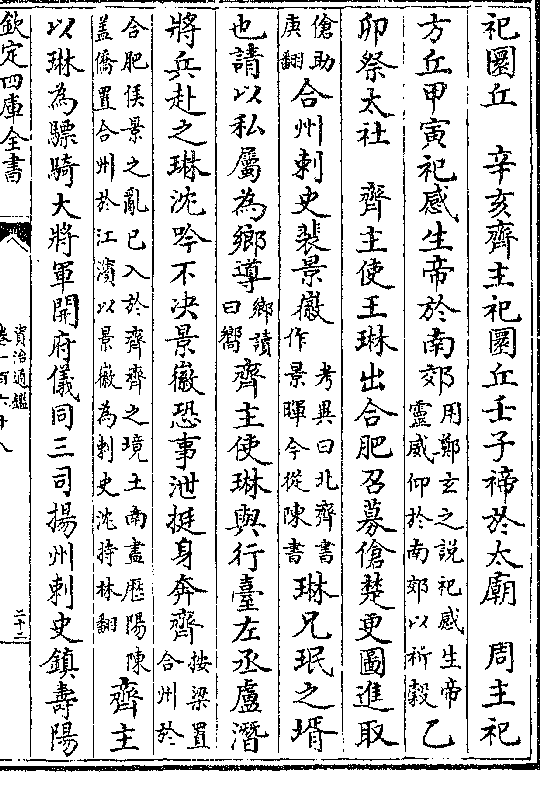 祀圜丘　辛亥齊主祀圜丘壬子禘於太廟　周主祀
方丘甲寅祀感生帝於南郊用鄭玄之説祀感生帝靈威仰於南郊以祈穀乙
卯祭太社　齊主使王琳出合肥召募傖楚更圖進取
傖助庚翻合州刺史裴景徽考異曰北齊書作景暉今從陳書琳兄珉之壻
也請以私屬為鄉導鄉讀曰嚮齊主使琳與行臺左丞盧潛
將兵赴之琳沈吟不决景徽恐事泄挺身奔齊按梁置合州於
合肥侯景之亂已入於齊齊之境土南盡歷陽陳蓋僑置合州於江濱以景徽為刺史沈持林翻齊主
以琳為驃騎大將軍開府儀同三司揚州刺史鎮壽陽
欽定四庫全書
資治通鑑
卷一百六十八
二十二